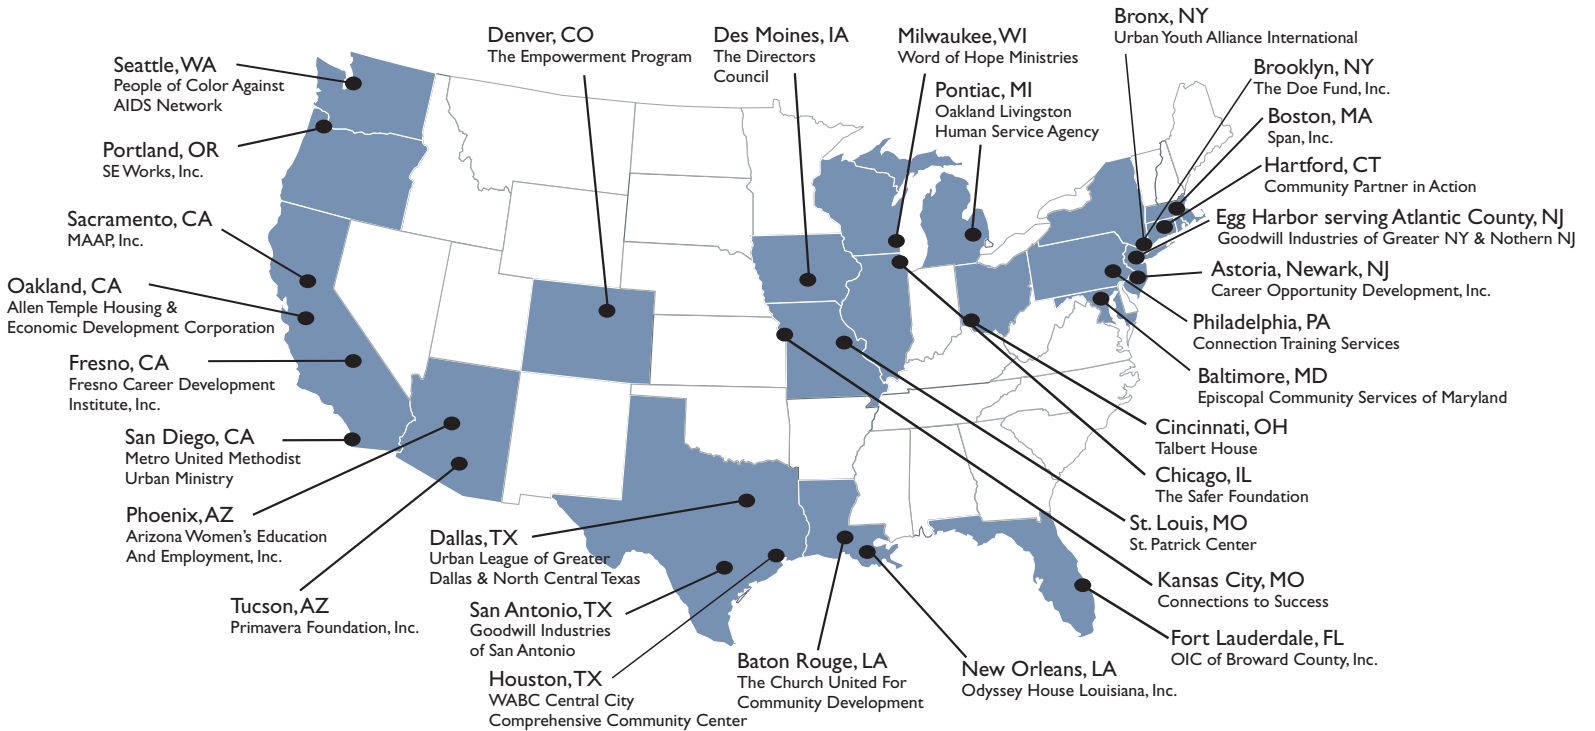 Seattle, WA
People of Color Against
AIDS Network
Portland, OR
SE Works, Inc.
Sacramento, CA
MAAP, Inc.
Oakland, CA
Allen Temple Housing &
Economic Development Corporation
Fresno, CA
Fresno Career Development
Institute, Inc.
San Diego, CA
Metro United Methodist
Urban Ministry
Phoenix, AZ
Arizona Women's Education
And Employment, Inc.
Tucson, AZ
Primavera Foundation, Inc.
Denver, CO
The Empowerment Program
Des Moines, IA
The Directors
Council
Milwaukee, WI
Word of Hope Ministries
Pontiac, MI
Oakland Livingston
Human Service Agency
Bronx, NY
Urban Youth Alliance International
Brooklyn, NY
The Doe Fund, Inc.
Boston, MA
Span, Inc.
Hartford, CT
Community Partner in Action
Egg Harbor serving Atlantic County, NJ
Goodwill Industries of Greater NY & Nothern NJ
Astoria, Newark, NJ
Career Opportunity Development, Inc.
Philadelphia, PA
Connection Training Services
Baltimore, MD
Episcopal Community Services of Maryland
Cincinnati, OH
Talbert House
Chicago, IL
The Safer Foundation
St. Louis, MO
St. Patrick Center
Kansas City, MO
Connections to Success
Fort Lauderdale, FL
OIC of Broward County, Inc.
Dallas, TX
Urban League of Greater
Dallas & North Central Texas
San Antonio, TX
Goodwill Industries
of San Antonio
Houston, TX
WABC Central City
Comprehensive Community Center
Baton Rouge, LA
The Church United For
Community Development
New Orleans, LA
Odyssey House Louisiana, Inc.